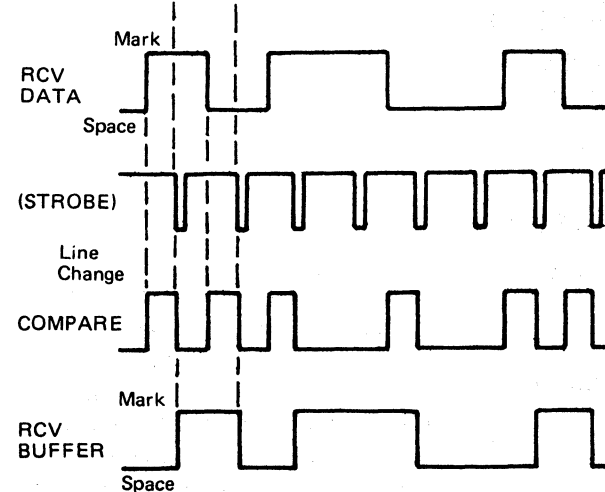 Mark
RCV
DATA
Space
(STROBE)
Line
Change
COMPARE
Mark
RCV
BUFFER
Space